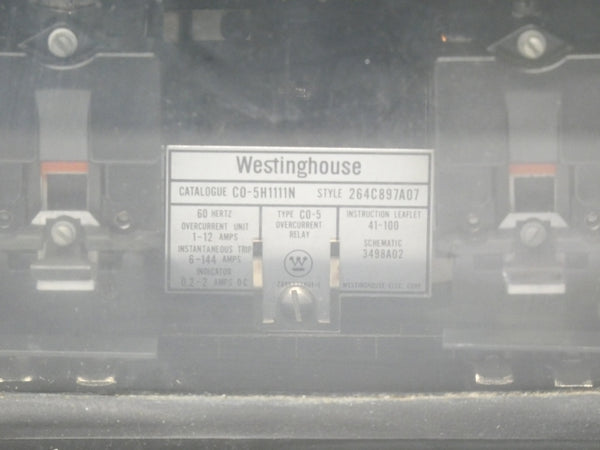 Westinghouse
CATALOGUE CO-5H1111N STYLE 264C897A07
60 HERTZ
OVERCURRENT UNIT
1-12 AMPS
INSTANTANEOUS TRIP
6-144 AMPS
INDICATOR
0.2-2 AMPS D-C
TYPE CO-5
OVERCURRENT
RELAY
W
INSTRUCTION LEAFLET
41-100
SCHEMATIC
3498A02
WESTINGHOUSE ELEC. CORP.